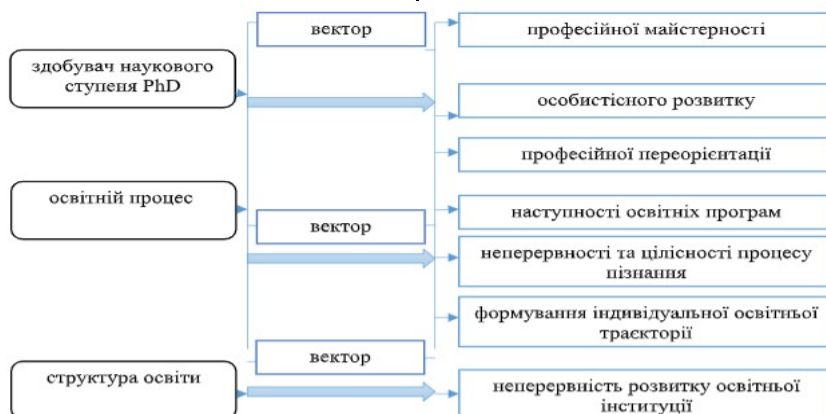 вектор
професійної майстерності
здобувач наукового
ступеня PhD
особистісного розвитку
професійної переорієнтації
освітній процес
вектор
наступності освітніх програм
неперервності та цілісності процесу
пізнання
формування індивідуальної освітньої
траєкторії
вектор
структура освіти
неперервність розвитку освітньої
інституції